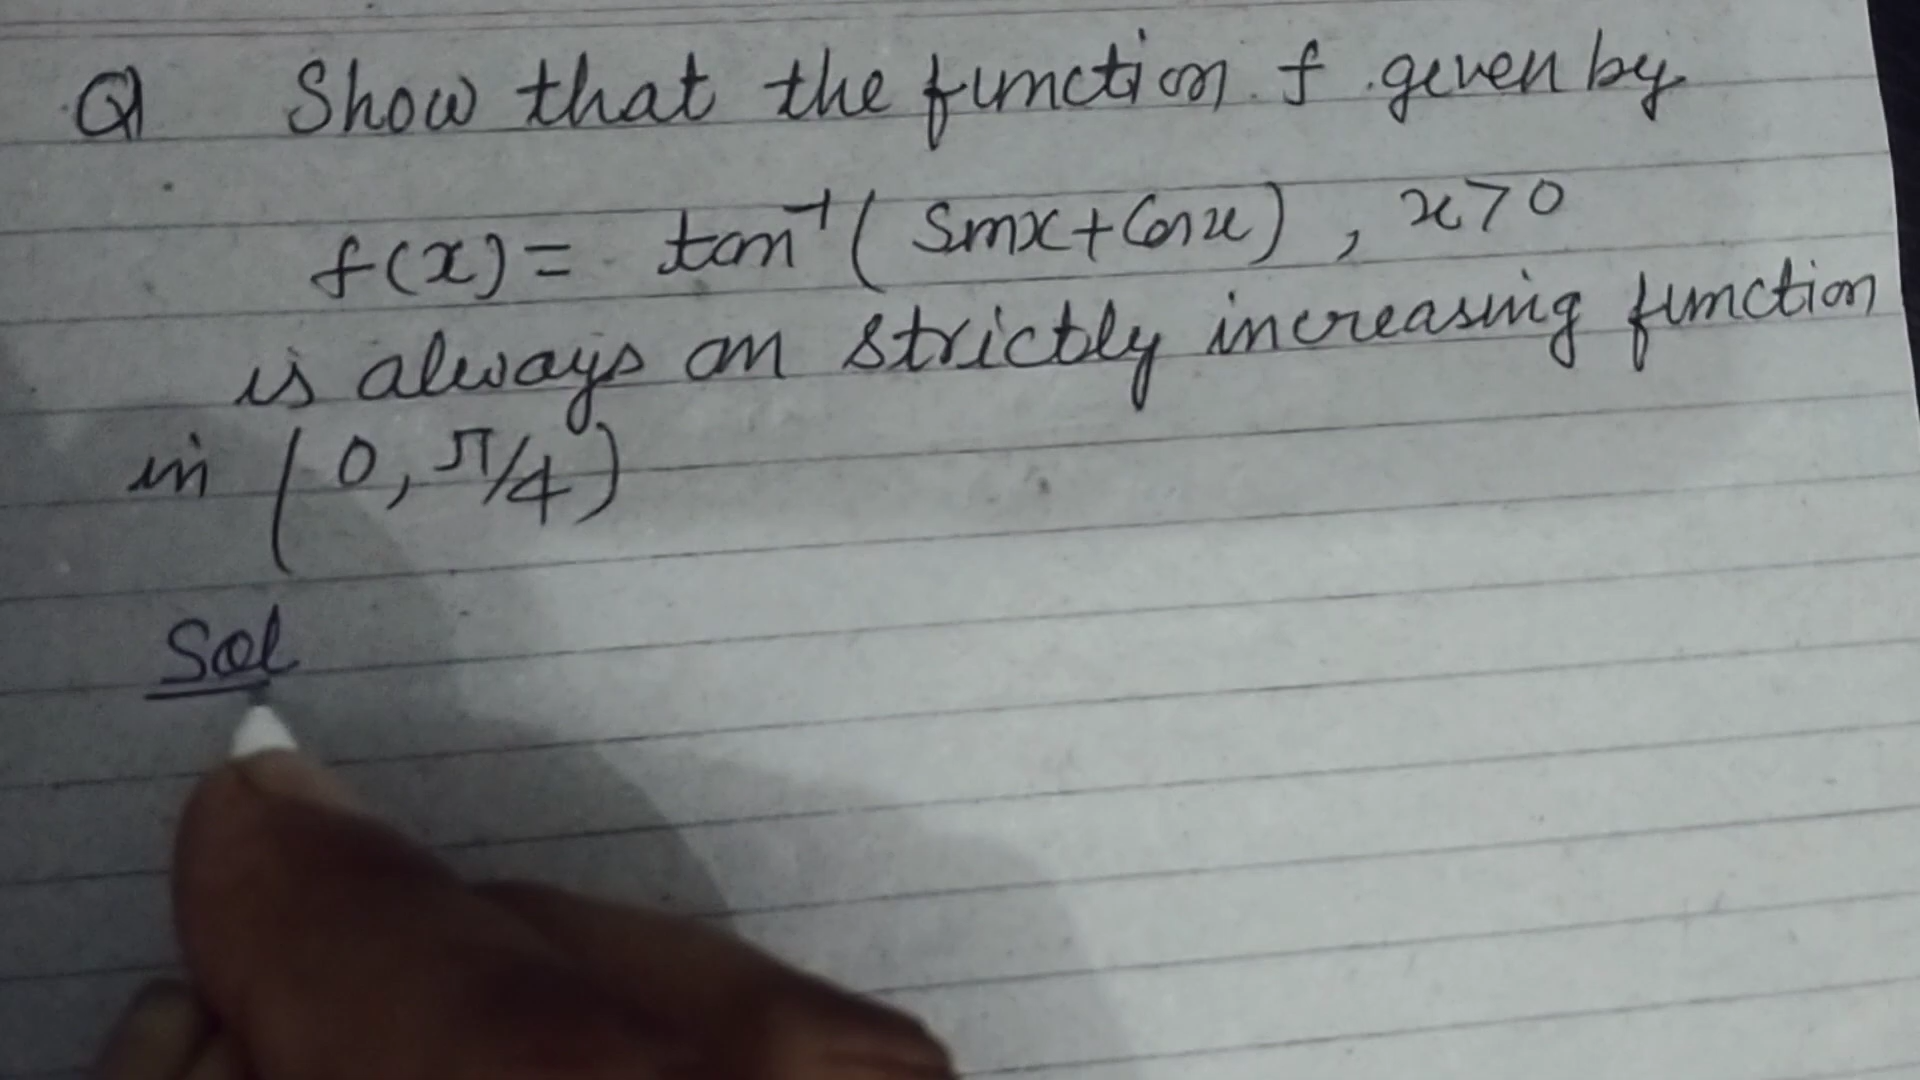 Q Show that the function f given by
f(x) = tan⁻¹ ( Sinx + Cosx ) , x > 0
is always an strictly increasing function
in ( 0, π/4 )
Sol